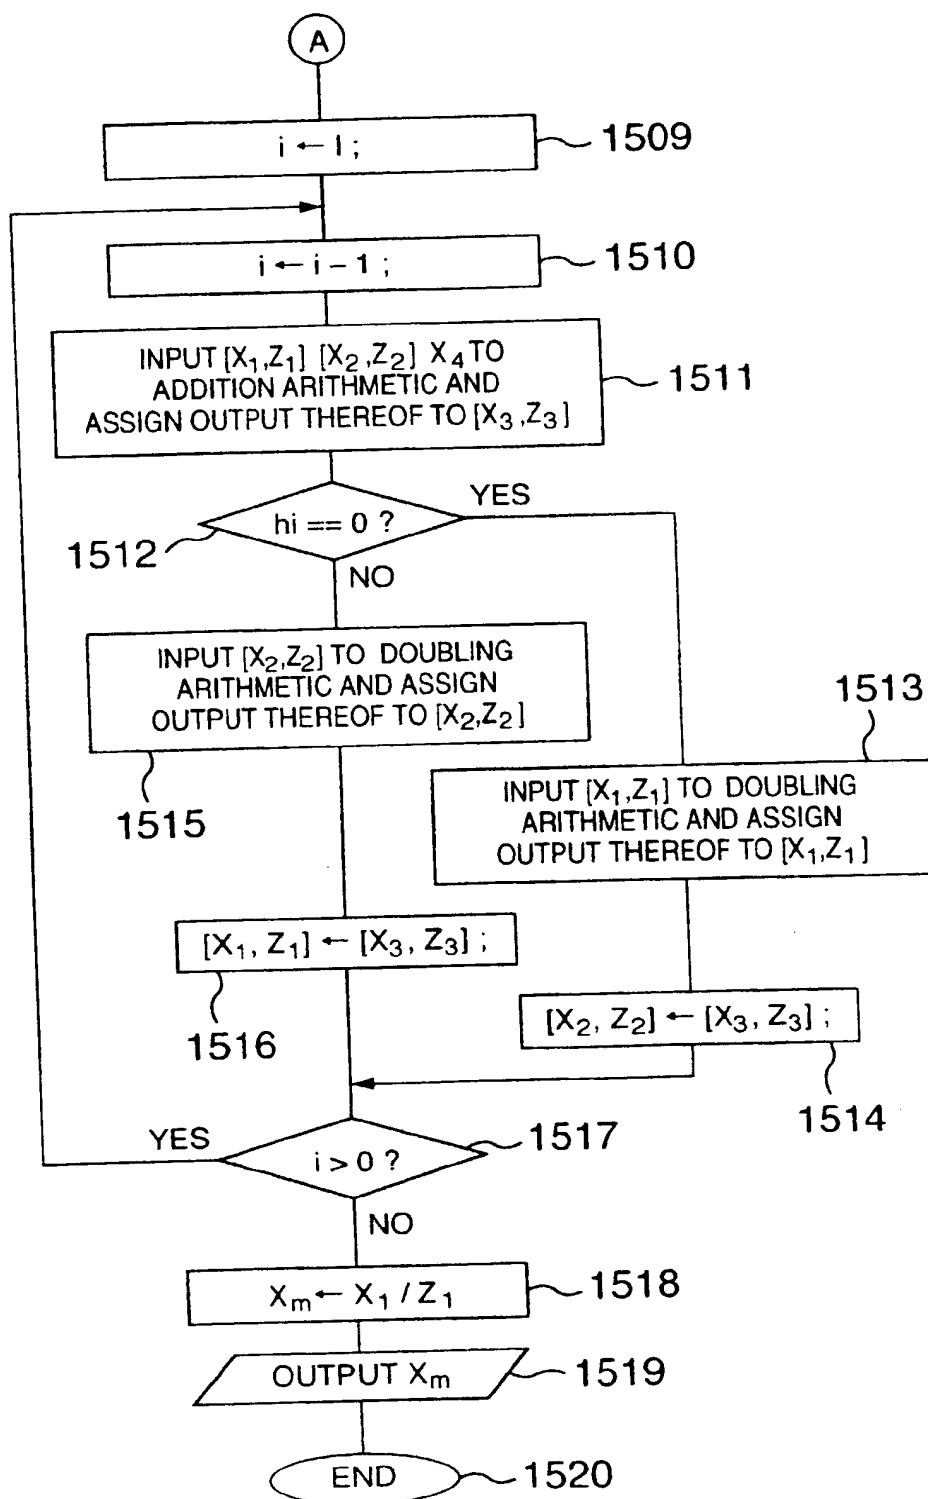 A
i ← l ;
1509
i ← i – 1 ;
1510
INPUT [X1,Z1] [X2,Z2] X4 TO
ADDITION ARITHMETIC AND
ASSIGN OUTPUT THEREOF TO [X3,Z3]
1511
hi == 0 ?
YES
1512
NO
INPUT [X2,Z2] TO DOUBLING
ARITHMETIC AND ASSIGN
OUTPUT THEREOF TO [X2,Z2]
1515
1513
INPUT [X1,Z1] TO DOUBLING
ARITHMETIC AND ASSIGN
OUTPUT THEREOF TO [X1,Z1]
[X1, Z1] ← [X3, Z3] ;
1516
[X2, Z2] ← [X3, Z3] ;
1514
YES
i > 0 ?
1517
NO
Xm ← X1 / Z1
1518
OUTPUT Xm
1519
END
1520